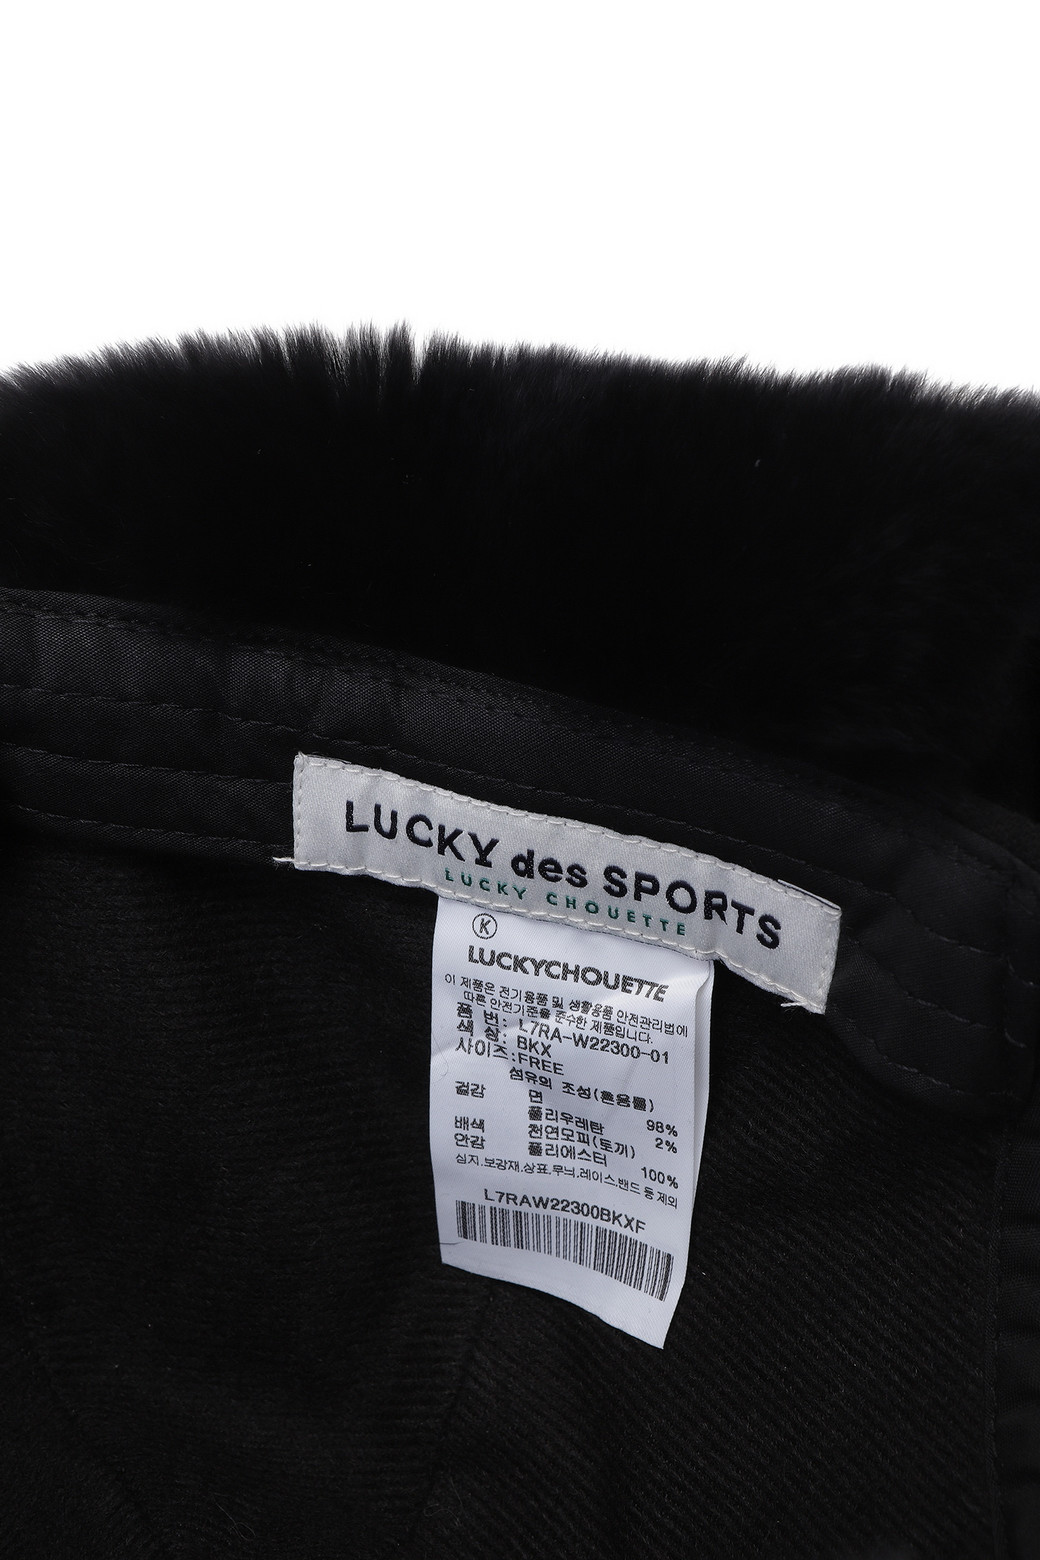 LUCKY des SPORTS
LUCKY CHOUETTE
K
LUCKYCHOUETTE
이 제품은 전기용품 및 생활용품 안전관리법에
따른 안전기준을 준수한 제품입니다.
품 번: L7RA-W22300-01
색 상: BKX
사이즈:FREE
섬유의 조성(혼용률)
겉감 면 98%
폴리우레탄 2%
배색 천연모피(토끼)
안감 폴리에스터 100%
심지,보강재,상표,무늬,레이스,밴드 등 제외
L7RAW22300BKXF